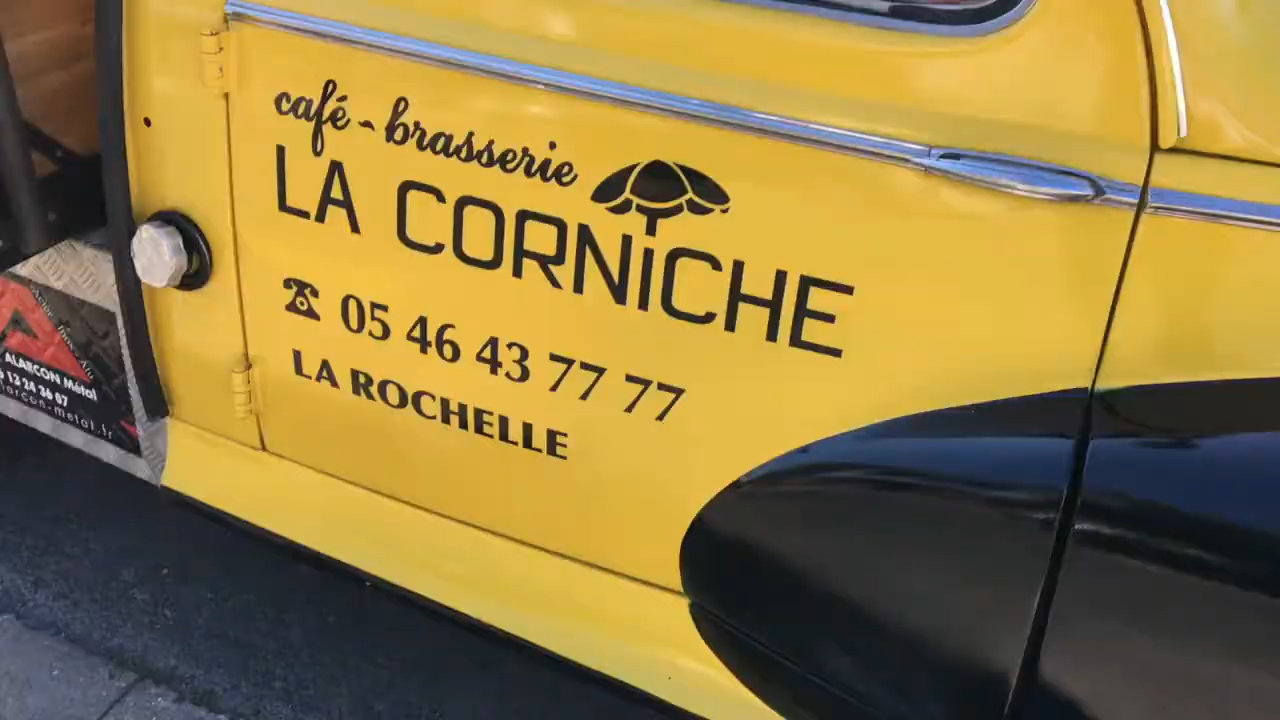 café - brasserie
LA CORNiCHE
☎ 05 46 43 77 77
LA ROCHELLE
ALARCON Métal